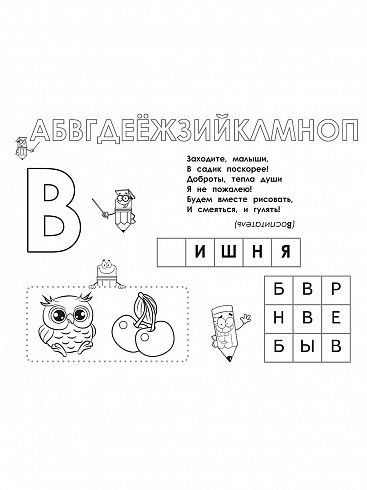 АБВГДЕЁЖЗИЙКЛМНОП
В
Заходите, малыши,
В садик поскорее!
Доброты, тепла души
Я не пожалею!
Будем вместе рисовать,
И смеяться, и гулять!
(Воспитатель)
ИШНЯ
Б В Р
Н В Е
Б Ы В